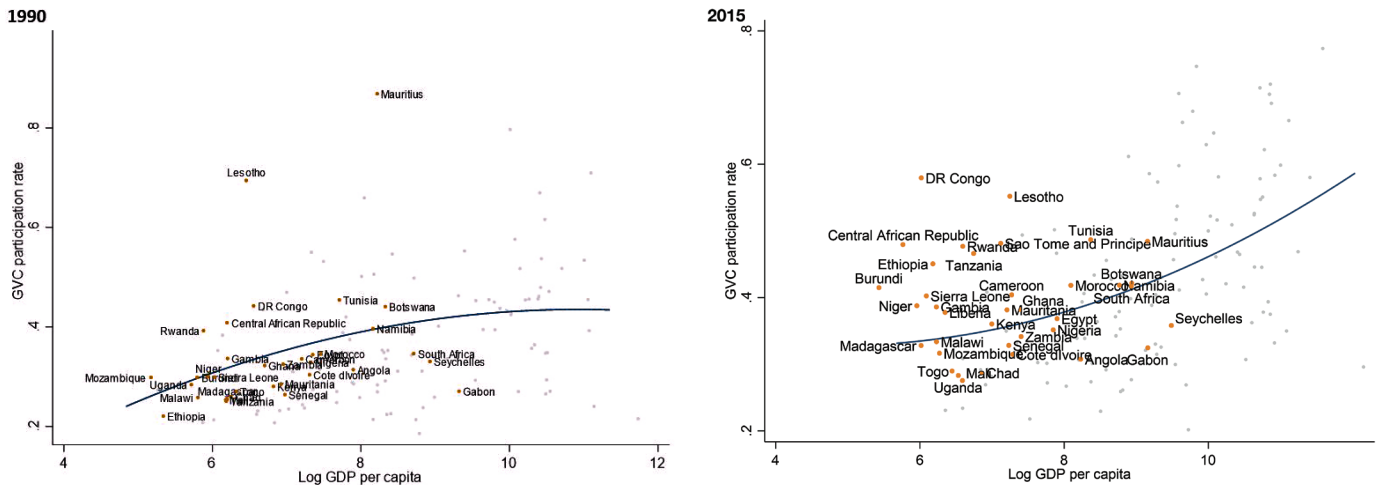 1990
GVC participation rate
.8
.6
.4
.2
4
6
8
10
12
Log GDP per capita
Mauritius
Lesotho
DR Congo
Tunisia
Botswana
Central African Republic
Rwanda
Namibia
Gambia
Morocco
South Africa
Ghana
Zambia
Seychelles
Niger
Cote dIvoire
Angola
Mozambique
Burundi
Sierra Leone
Uganda
Mauritania
Kenya
Madagascar
Senegal
Gabon
Malawi
Tanzania
Ethiopia
2015
GVC participation rate
.8
.6
.4
.2
6
8
10
Log GDP per capita
DR Congo
Lesotho
Central African Republic
Rwanda
Sao Tome and Principe
Tunisia
Mauritius
Tanzania
Ethiopia
Burundi
Cameroon
Botswana
Morocco
Namibia
Sierra Leone
Ghana
South Africa
Niger
Gambia
Liberia
Mauritania
Egypt
Seychelles
Kenya
Nigeria
Zambia
Madagascar
Malawi
Senegal
Mozambique
Cote dIvoire
Angola
Gabon
Togo
Mali
Chad
Uganda